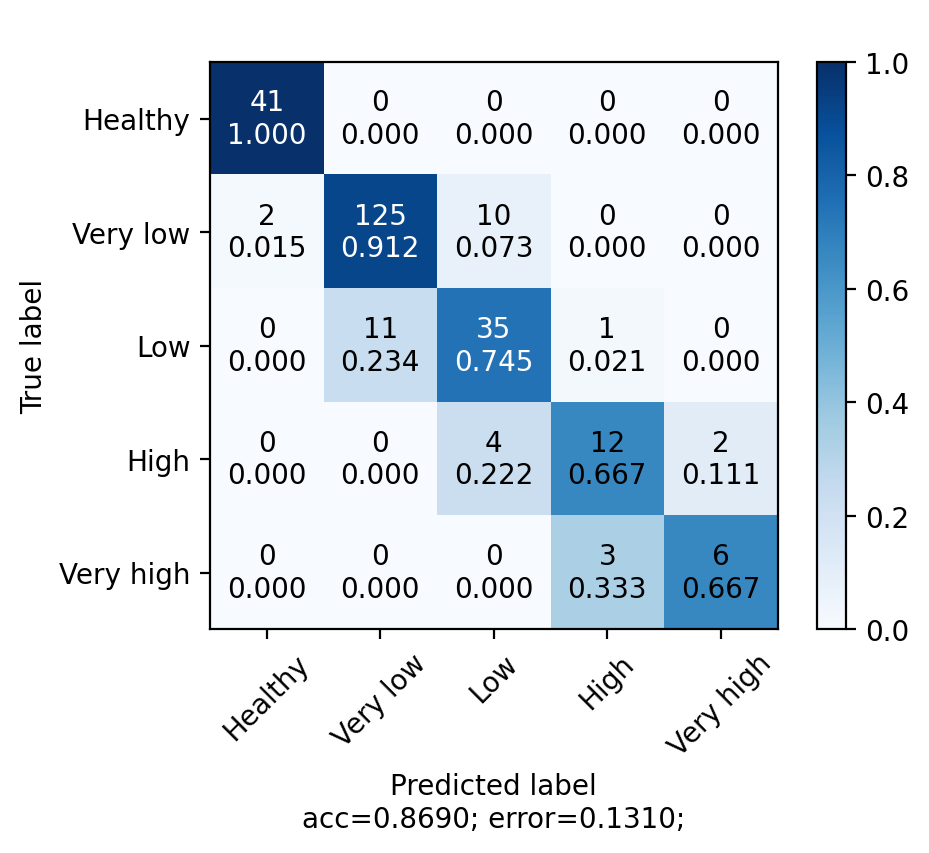 1.0
Healthy 41 0 0 0 0
1.000 0.000 0.000 0.000 0.000
0.8
Very low 2 125 10 0 0
0.015 0.912 0.073 0.000 0.000
0.6
Low 0 11 35 1 0
0.000 0.234 0.745 0.021 0.000
0.4
High 0 0 4 12 2
0.000 0.000 0.222 0.667 0.111
0.2
Very high 0 0 0 3 6
0.000 0.000 0.000 0.333 0.667
0.0
True label
Healthy Very low Low High Very high
Predicted label
acc=0.8690; error=0.1310;